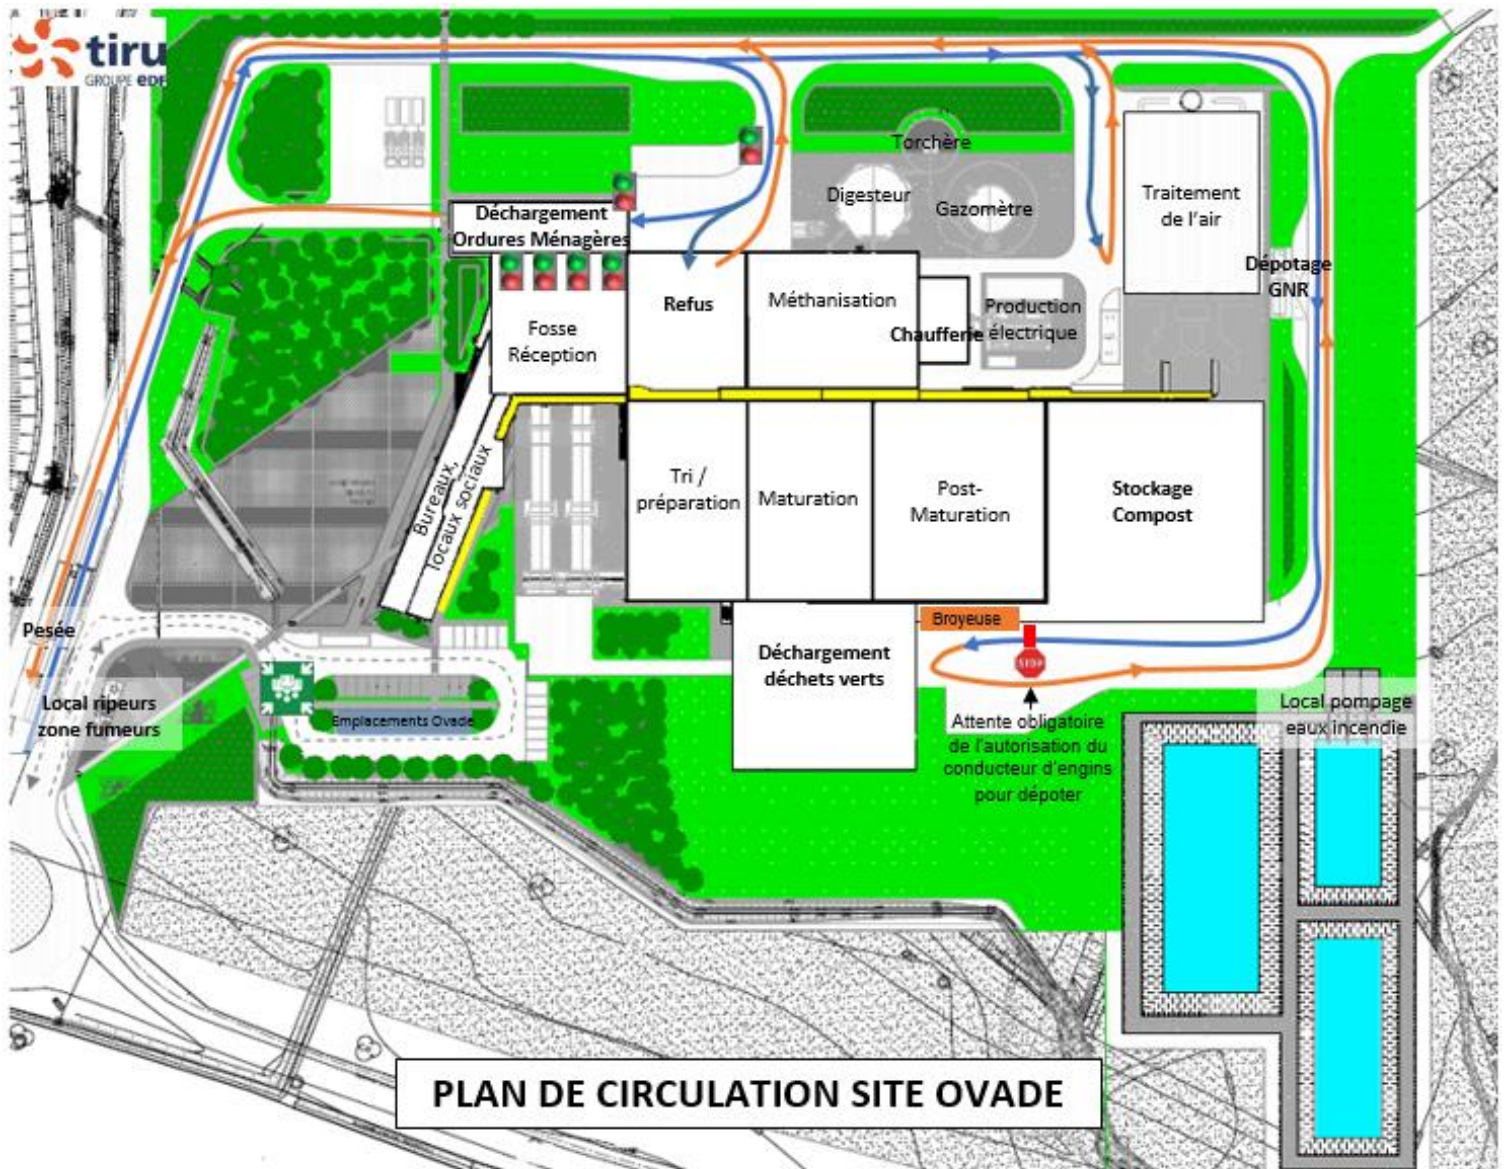 tiru
GROUPE EDF
Torchère
Digesteur
Gazomètre
Traitement
de l'air
Déchargement
Ordures Ménagères
Dépotage
GNR
Refus
Méthanisation
Production
électrique
Chaufferie
Fosse
Réception
Bureaux,
locaux sociaux
Tri /
préparation
Maturation
Post-
Maturation
Stockage
Compost
Pesée
Broyeuse
STOP
Déchargement
déchets verts
Local ripeurs
zone fumeurs
Emplacements Ovade
Attente obligatoire
de l'autorisation du
conducteur d'engins
pour dépoter
Local pompage
eaux incendie
PLAN DE CIRCULATION SITE OVADE